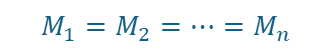 M₁ = M₂ = ⋯ = Mₙ